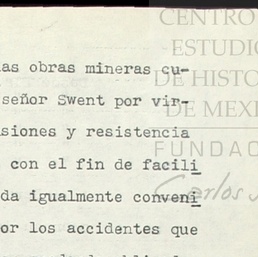 las obras mineras cu-
señor Swent por vir-
siones y resistencia
con el fin de facili
da igualmente conveni
or los accidentes que
CENTRO
ESTUDIO
DE HISTO
DE MEXI
FUNDAC
Carlos